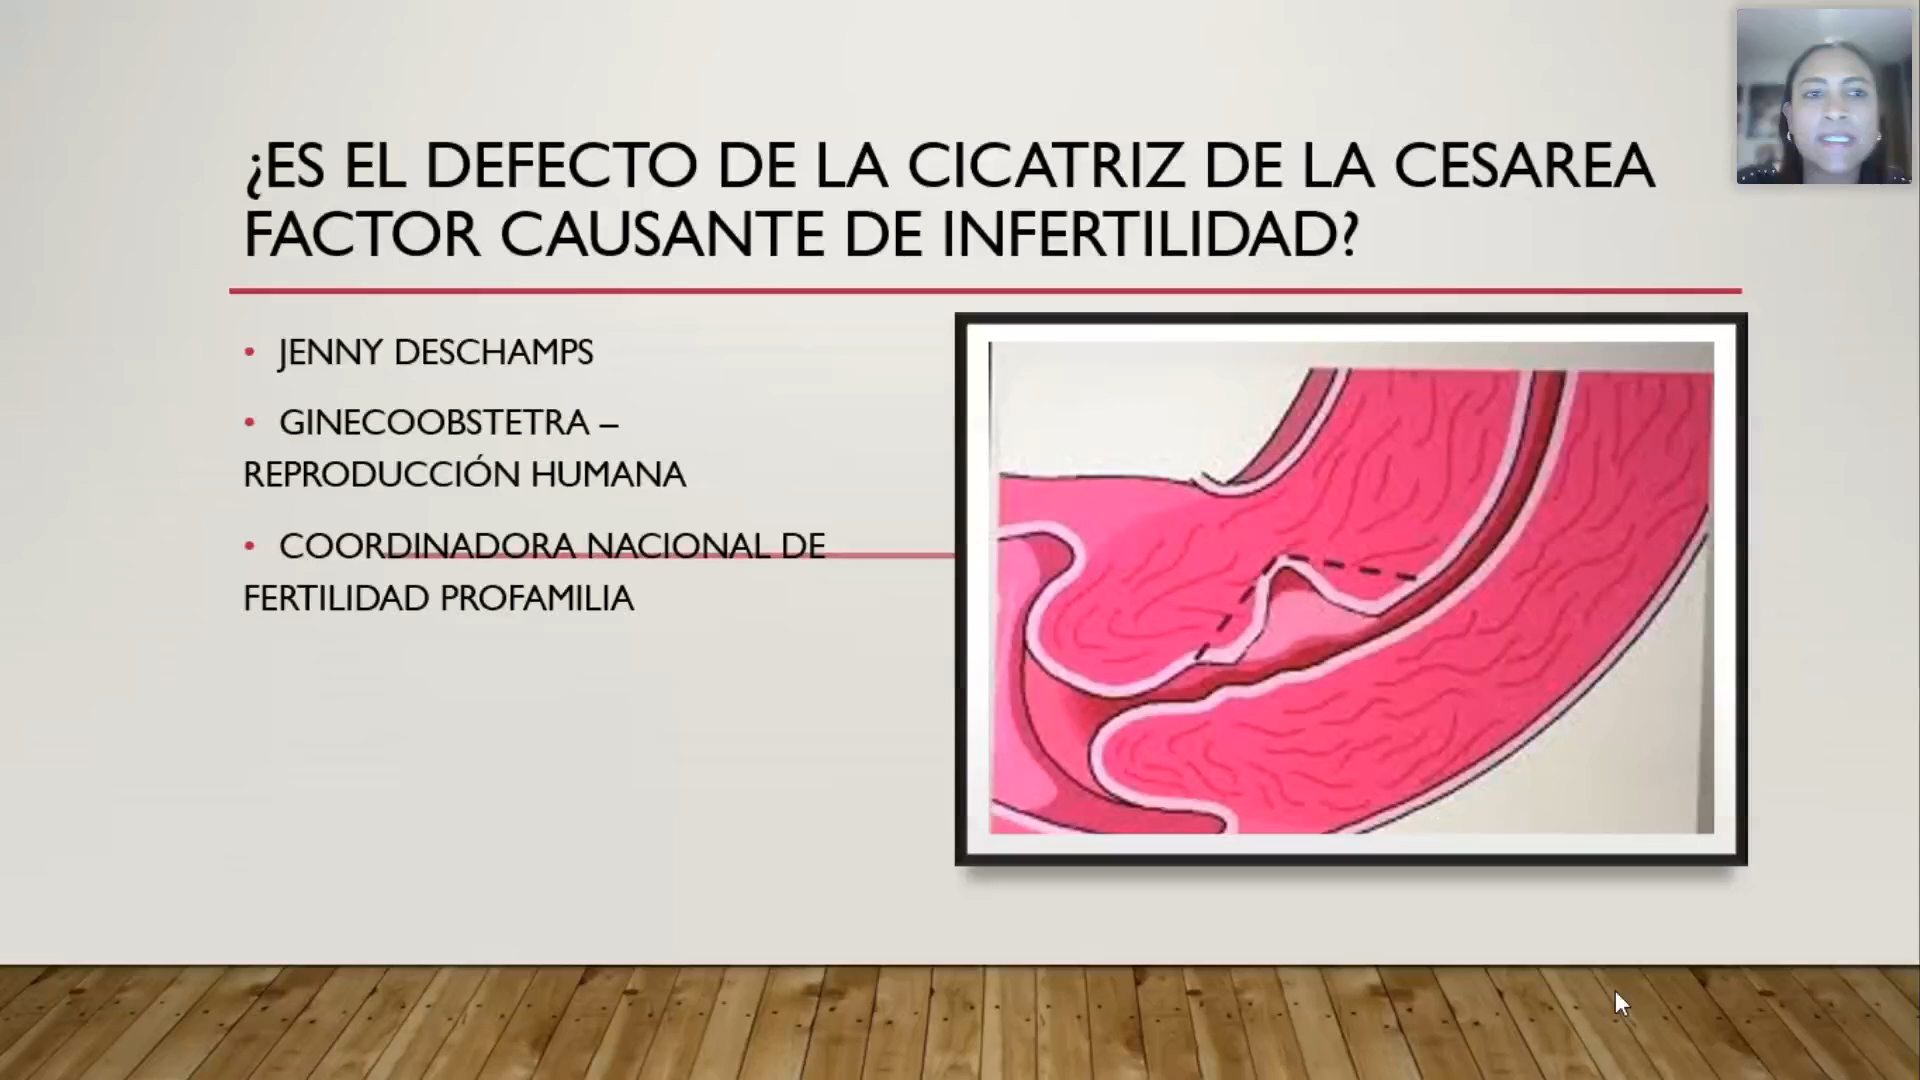 ¿ES EL DEFECTO DE LA CICATRIZ DE LA CESAREA
FACTOR CAUSANTE DE INFERTILIDAD?
• JENNY DESCHAMPS
• GINECOOBSTETRA –
REPRODUCCIÓN HUMANA
• COORDINADORA NACIONAL DE
FERTILIDAD PROFAMILIA